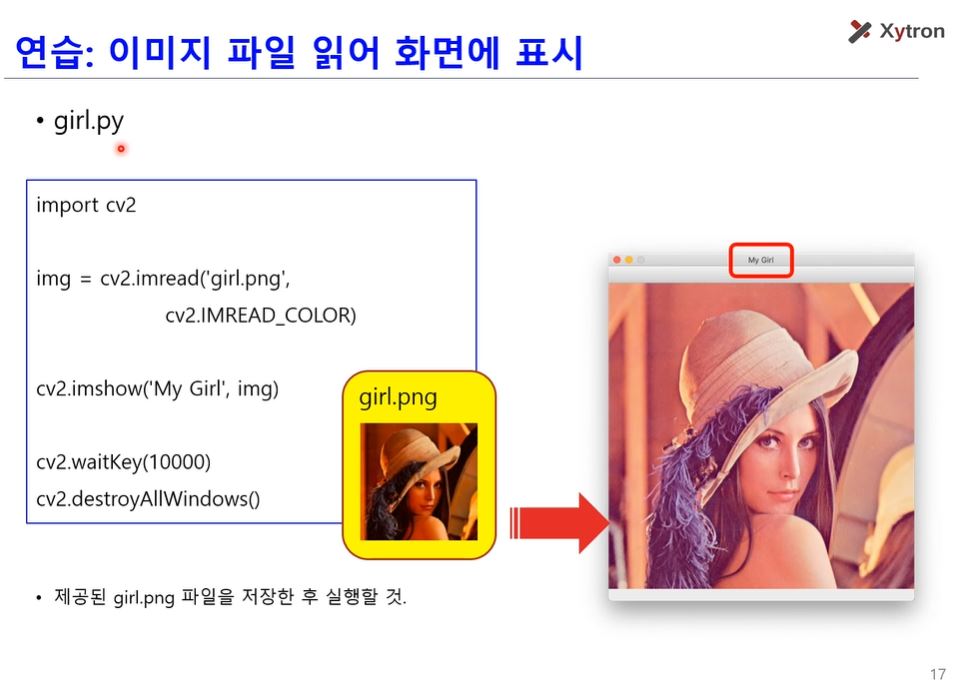 Xytron
연습: 이미지 파일 읽어 화면에 표시
• girl.py
import cv2
img = cv2.imread('girl.png',
cv2.IMREAD_COLOR)
cv2.imshow('My Girl', img)
cv2.waitKey(10000)
cv2.destroyAllWindows()
girl.png
My Girl
• 제공된 girl.png 파일을 저장한 후 실행할 것.
17